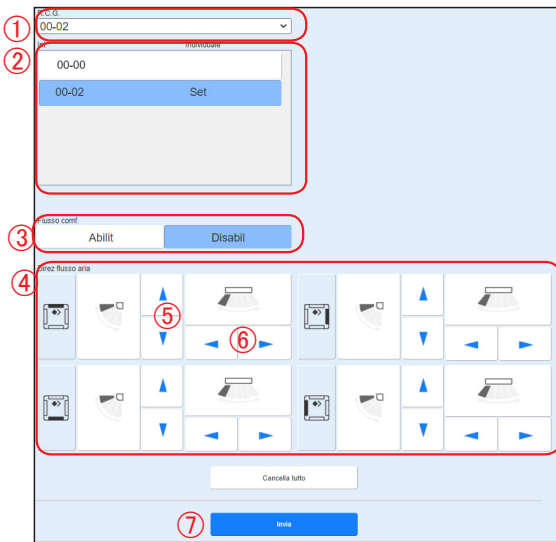 R.C.G.
① 00-02
② Int Individuale
00-00
00-02 Set
Flusso comf.
③ Abilit Disabil
④ Direz flusso aria
⑤
⑥
Cancella tutto
⑦ Invia